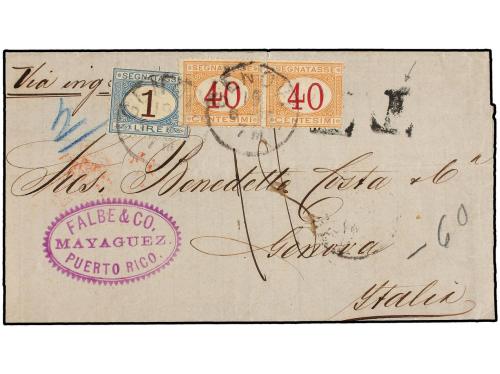 Via ing.
SEGNATASSE
1
LIRE
SEGNATASSE
40
CENTESIMI
SEGNATASSE
40
CENTESIMI
T
Benedetto Costa & Cª
Genova
Italia
60
FALBE & CO,
MAYAGUEZ.
PUERTO RICO.